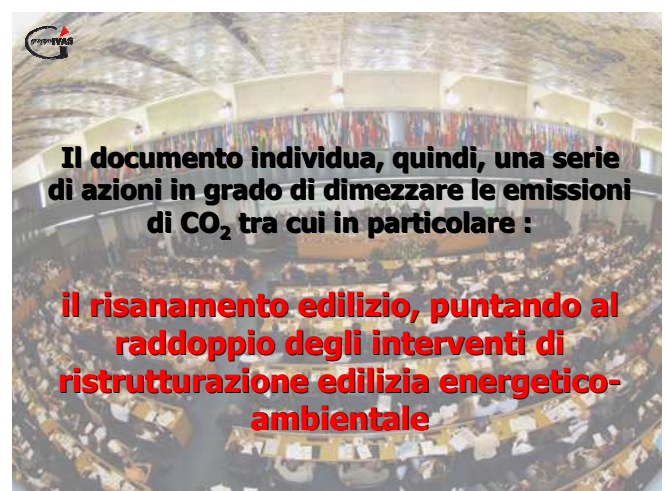 gruppoIVAS
Il documento individua, quindi, una serie
di azioni in grado di dimezzare le emissioni
di CO₂ tra cui in particolare :
il risanamento edilizio, puntando al
raddoppio degli interventi di
ristrutturazione edilizia energetico-
ambientale